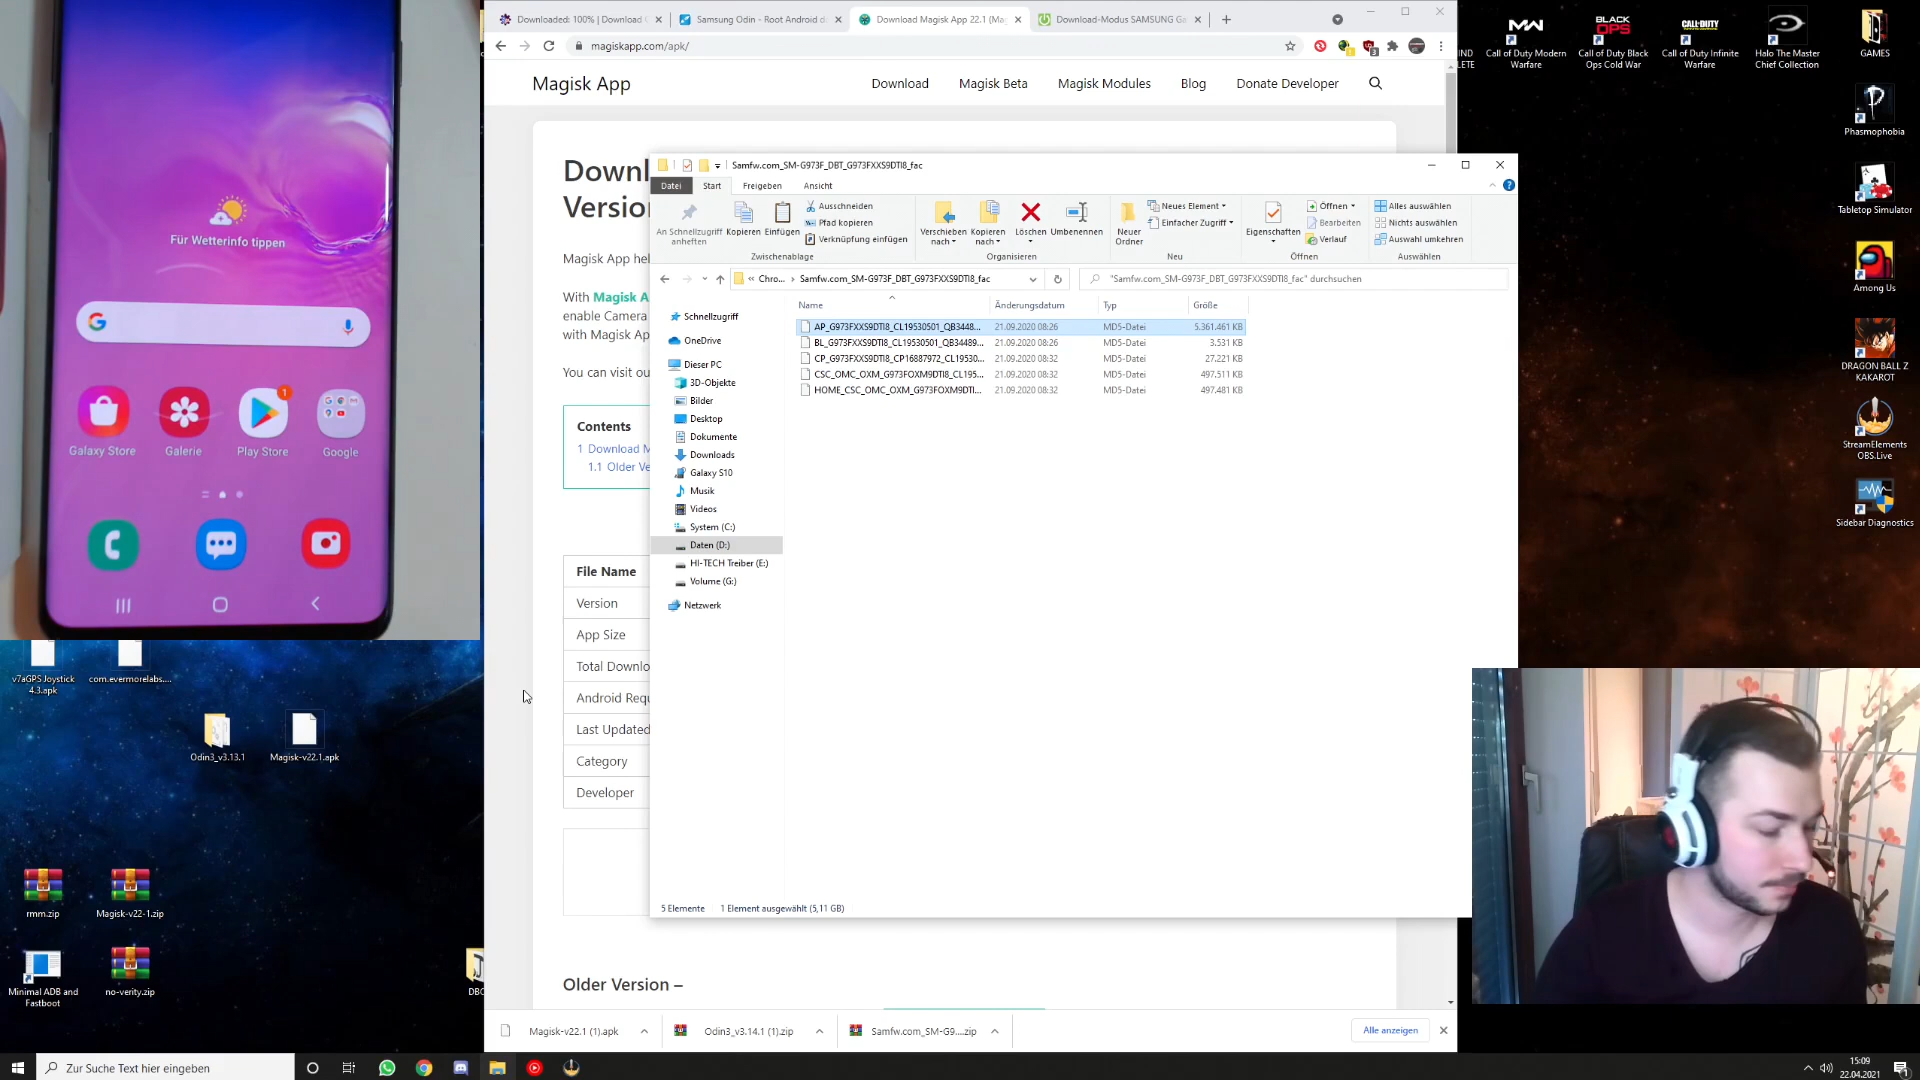 Downloaded: 100% | Download
Samsung Odin - Root Android d
Download Magisk App 22.1 (Ma
Download-Modus SAMSUNG Ga
magiskapp.com/apk/
Magisk App
Download
Magisk Beta
Magisk Modules
Blog
Donate Developer
Call of Duty Modern Warfare
Call of Duty Black Ops Cold War
Call of Duty Infinite Warfare
Halo The Master Chief Collection
GAMES
Phasmophobia
Tabletop Simulator
Among Us
DRAGON BALL Z KAKAROT
StreamElements OBS.Live
Sidebar Diagnostics
Samfw.com_SM-G973F_DBT_G973FXXS9DTI8_fac
Datei
Start
Freigeben
Ansicht
An Schnellzugriff anheften
Kopieren
Einfügen
Ausschneiden
Pfad kopieren
Verknüpfung einfügen
Zwischenablage
Verschieben nach
Kopieren nach
Löschen
Umbenennen
Organisieren
Neuer Ordner
Neues Element
Einfacher Zugriff
Neu
Eigenschaften
Öffnen
Bearbeiten
Verlauf
Öffnen
Alles auswählen
Nichts auswählen
Auswahl umkehren
Auswählen
Chro...
Samfw.com_SM-G973F_DBT_G973FXXS9DTI8_fac
"Samfw.com_SM-G973F_DBT_G973FXXS9DTI8_fac" durchsuchen
Name
Änderungsdatum
Typ
Größe
AP_G973FXXS9DTI8_CL19530501_QB3448... 21.09.2020 08:26 MD5-Datei 5.361.461 KB
BL_G973FXXS9DTI8_CL19530501_QB34489... 21.09.2020 08:26 MD5-Datei 3.531 KB
CP_G973FXXS9DTI8_CP16887972_CL19530... 21.09.2020 08:32 MD5-Datei 27.221 KB
CSC_OMC_OXM_G973FOXM9DTI8_CL195... 21.09.2020 08:32 MD5-Datei 497.511 KB
HOME_CSC_OMC_OXM_G973FOXM9DTI... 21.09.2020 08:32 MD5-Datei 497.481 KB
Schnellzugriff
OneDrive
Dieser PC
3D-Objekte
Bilder
Desktop
Dokumente
Downloads
Galaxy S10
Musik
Videos
System (C:)
Daten (D:)
HI-TECH Treiber (E:)
Volume (G:)
Netzwerk
5 Elemente
1 Element ausgewählt (5,11 GB)
Down
Versio
Magisk App hel
With Magisk A
enable Camera
with Magisk Ap
You can visit ou
Contents
1 Download M
1.1 Older Ve
File Name
Version
App Size
Total Downlo
Android Requ
Last Updated
Category
Developer
Older Version –
Für Wetterinfo tippen
Galaxy Store
Galerie
Play Store
1
Google
v7aGPS Joystick 4.3.apk
com.evermorelabs....
Odin3_v3.13.1
Magisk-v22.1.apk
rmm.zip
Magisk-v22-1.zip
Minimal ADB and Fastboot
no-verity.zip
Magisk-v22.1 (1).apk
Odin3_v3.14.1 (1).zip
Samfw.com_SM-G9....zip
Alle anzeigen
Zur Suche Text hier eingeben
15:09
22.04.2021